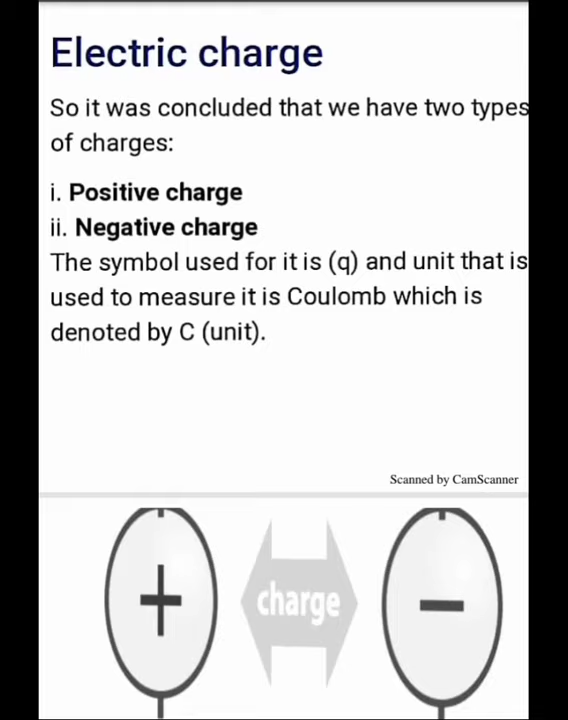 Electric charge
So it was concluded that we have two types
of charges:
i. Positive charge
ii. Negative charge
The symbol used for it is (q) and unit that is
used to measure it is Coulomb which is
denoted by C (unit).
Scanned by CamScanner
+ charge −